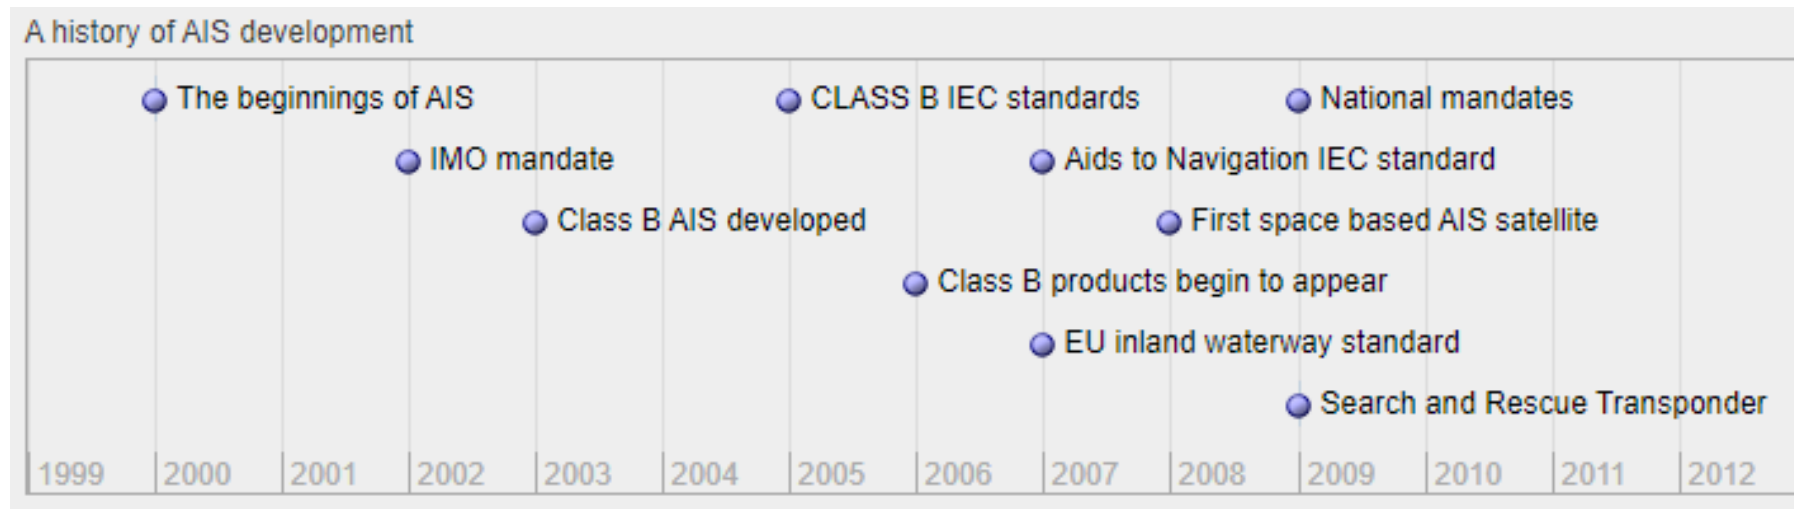 A history of AIS development
The beginnings of AIS
CLASS B IEC standards
National mandates
IMO mandate
Aids to Navigation IEC standard
Class B AIS developed
First space based AIS satellite
Class B products begin to appear
EU inland waterway standard
Search and Rescue Transponder
1999 2000 2001 2002 2003 2004 2005 2006 2007 2008 2009 2010 2011 2012